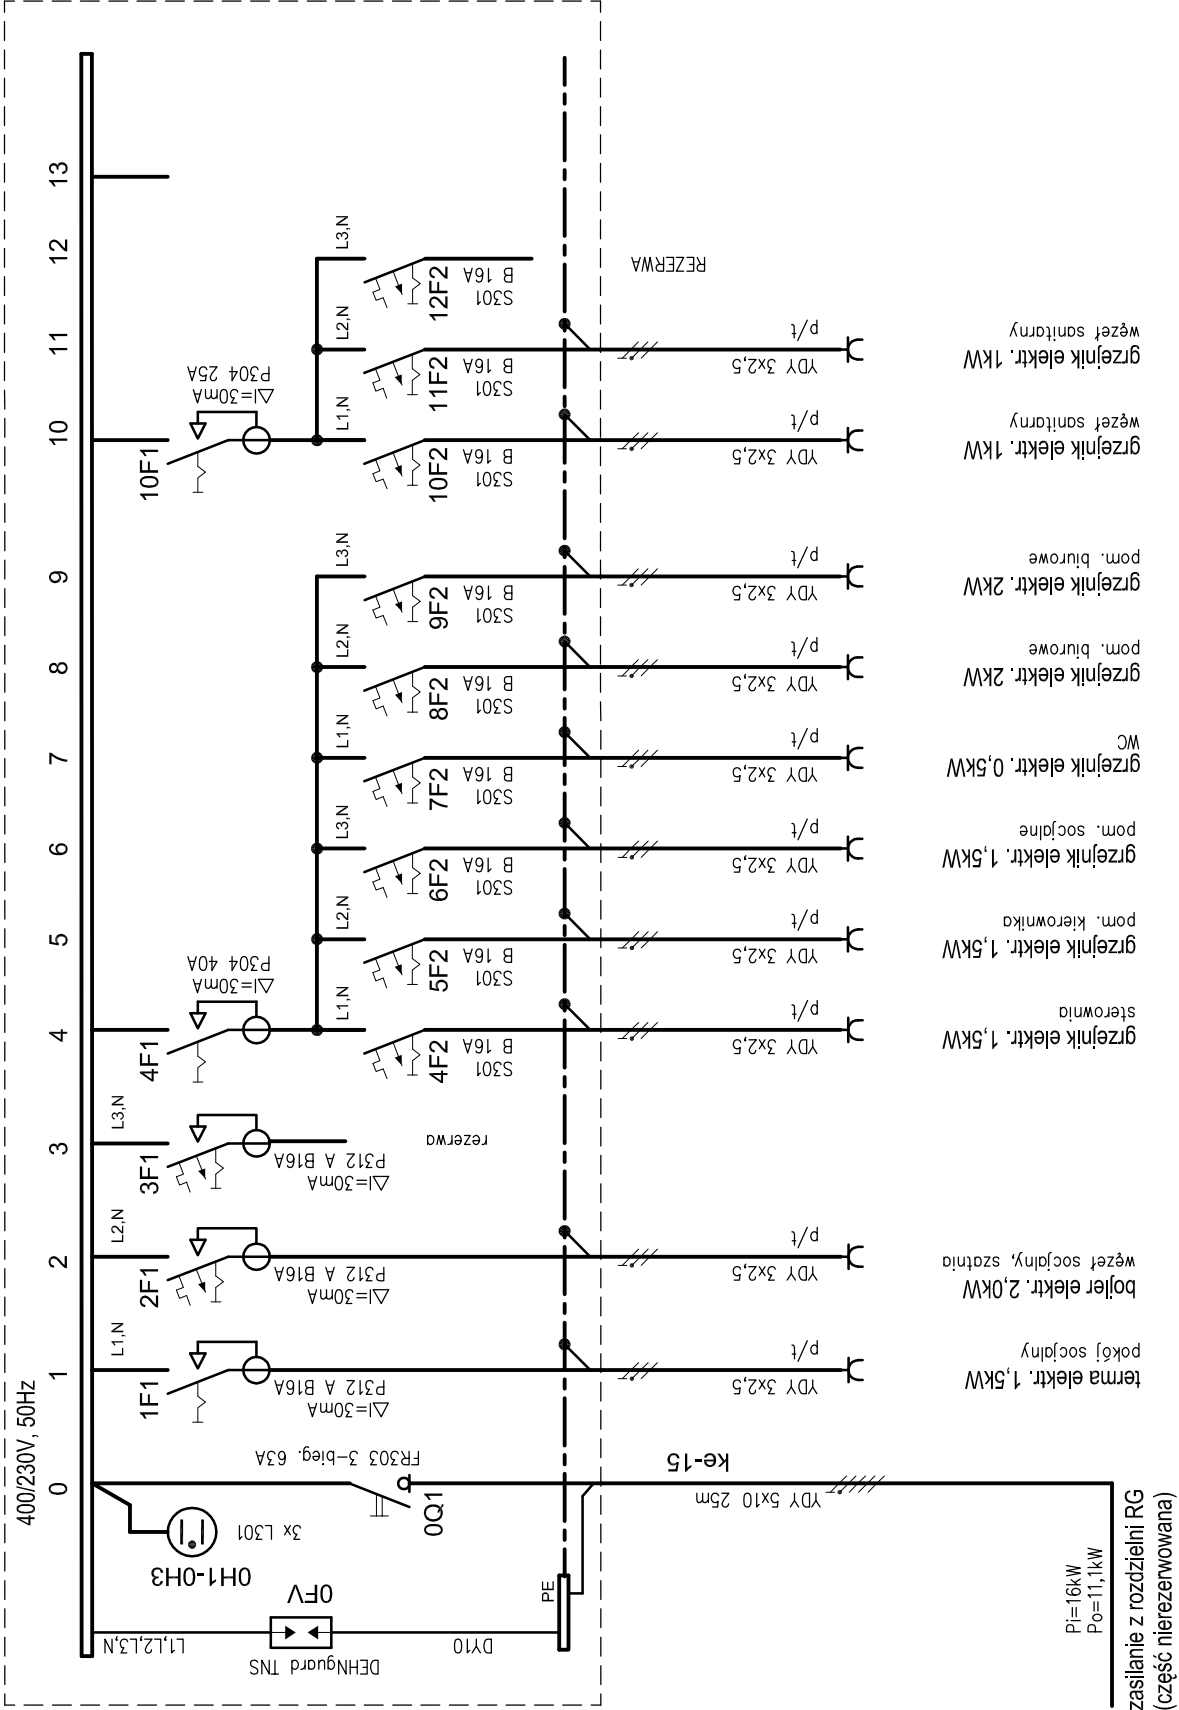 400/230V, 50Hz
0
1
2
3
4
5
6
7
8
9
10
11
12
13
L1,L2,L3,N
0FV
DEHNguard TNS
DY10
PE
0H1-0H3
3x L301
0Q1
FR303 3-bieg. 63A
ke-15
YDY 5x10 25m
Pi=16kW
Po=11,1kW
zasilanie z rozdzielni RG
(część nierezerwowana)
L1,N
1F1
P312 A B16A
△I=30mA
YDY 3x2,5
p/t
terma elektr. 1,5kW
pokój socjalny
L2,N
2F1
P312 A B16A
△I=30mA
YDY 3x2,5
p/t
bojler elektr. 2,0kW
węzeł socjalny, szatnia
L3,N
3F1
P312 A B16A
△I=30mA
rezerwa
4F1
P304 40A
△I=30mA
L1,N
4F2
S301
B 16A
YDY 3x2,5
p/t
grzejnik elektr. 1,5kW
sterownia
L2,N
5F2
S301
B 16A
YDY 3x2,5
p/t
grzejnik elektr. 1,5kW
pom. kierownika
L3,N
6F2
S301
B 16A
YDY 3x2,5
p/t
grzejnik elektr. 1,5kW
pom. socjalne
L1,N
7F2
S301
B 16A
YDY 3x2,5
p/t
grzejnik elektr. 0,5kW
WC
L2,N
8F2
S301
B 16A
YDY 3x2,5
p/t
grzejnik elektr. 2kW
pom. biurowe
L3,N
9F2
S301
B 16A
YDY 3x2,5
p/t
grzejnik elektr. 2kW
pom. biurowe
10F1
P304 25A
△I=30mA
L1,N
10F2
S301
B 16A
YDY 3x2,5
p/t
grzejnik elektr. 1kW
węzeł sanitarny
L2,N
11F2
S301
B 16A
YDY 3x2,5
p/t
grzejnik elektr. 1kW
węzeł sanitarny
L3,N
12F2
S301
B 16A
REZERWA